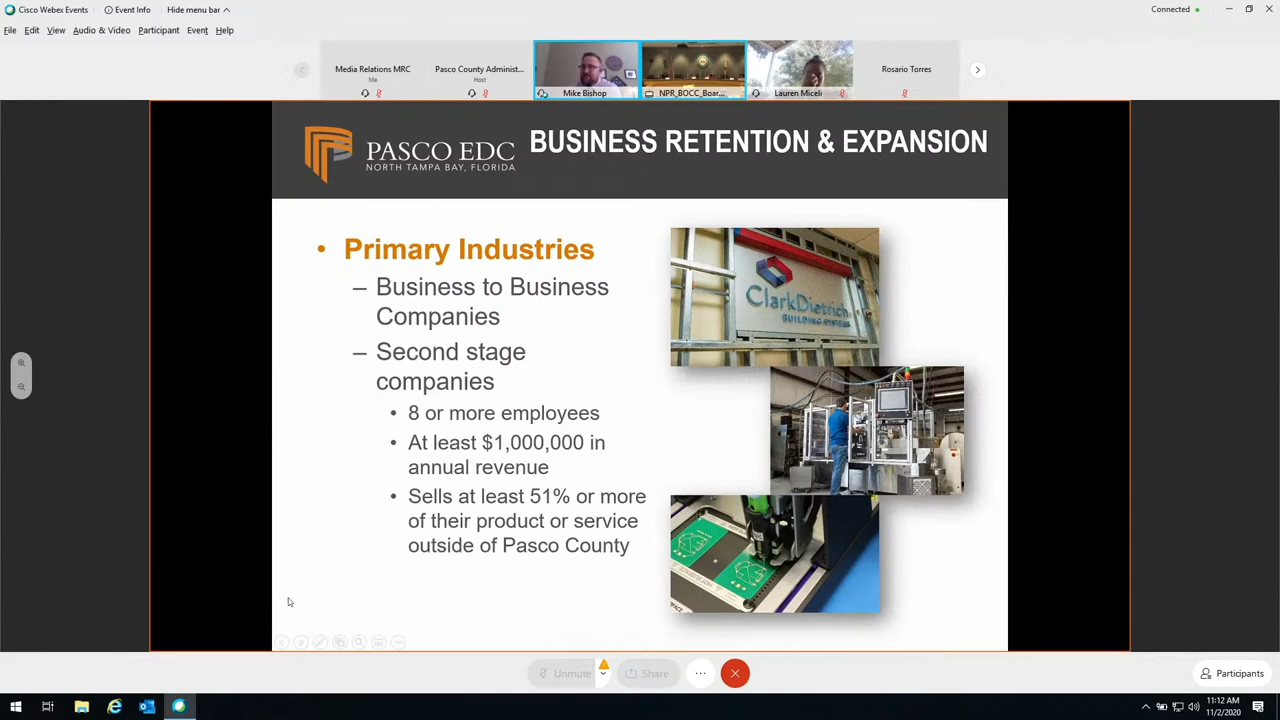 Cisco Webex Events
Event Info
Hide menu bar
Connected
File Edit View Audio & Video Participant Event Help
Media Relations MRC
Me
Pasco County Administ...
Host
Mike Bishop
NPR_BOCC_Boar...
Lauren Miceli
Rosario Torres
PASCO EDC
NORTH TAMPA BAY, FLORIDA
BUSINESS RETENTION & EXPANSION
• Primary Industries
– Business to Business
Companies
– Second stage
companies
• 8 or more employees
• At least $1,000,000 in
annual revenue
• Sells at least 51% or more
of their product or service
outside of Pasco County
ClarkDietrich
BUILDING SYSTEMS
Unmute
Share
Participants
11:12 AM
11/2/2020